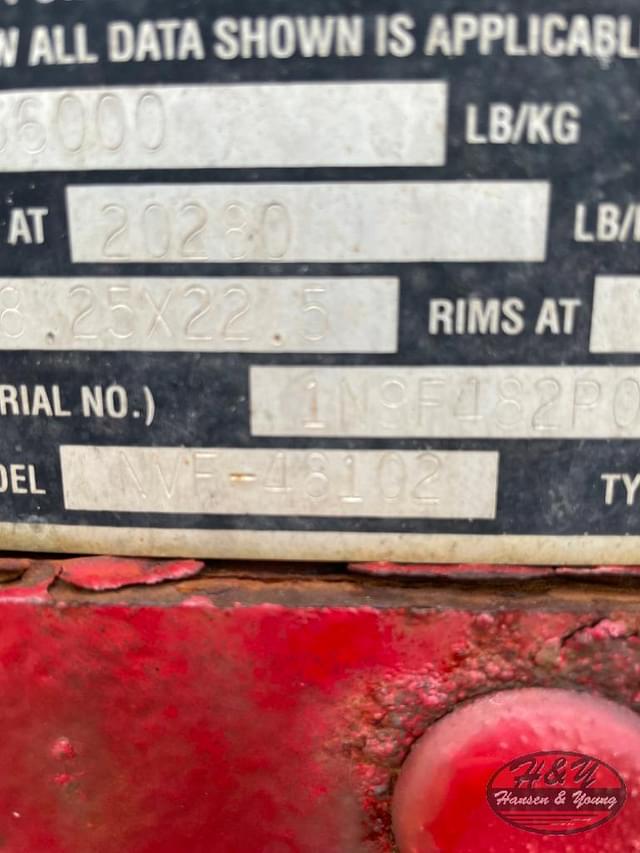 W ALL DATA SHOWN IS APPLICABL
36000 LB/KG
AT 20280 LB/
8.25X22.5 RIMS AT
RIAL NO.) 1N9F482P0
DEL NVF-48102 TY
H&Y
Hansen & Young